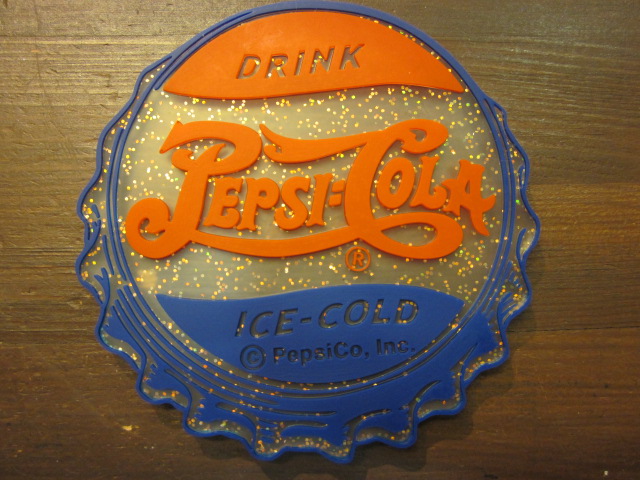 DRINK
PEPSI-COLA
®
ICE-COLD
© PepsiCo, Inc.